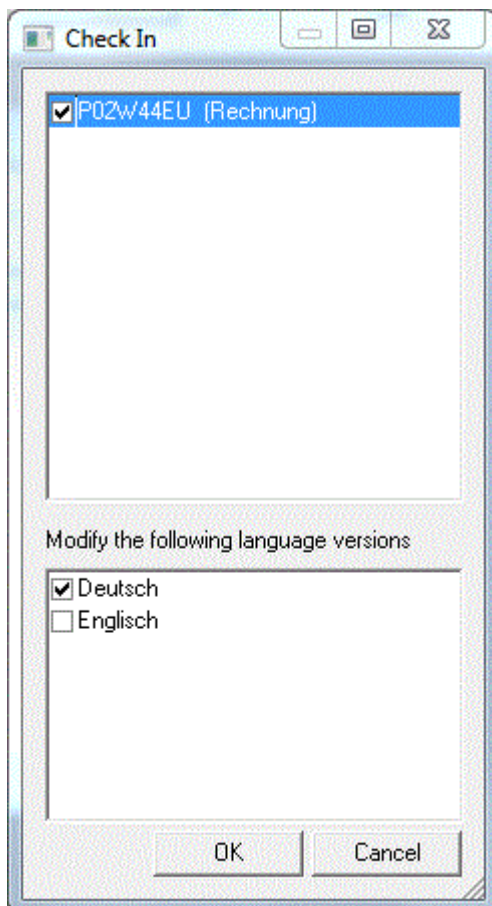 Check In
P02W44EU (Rechnung)
Modify the following language versions
Deutsch
Englisch
OK Cancel